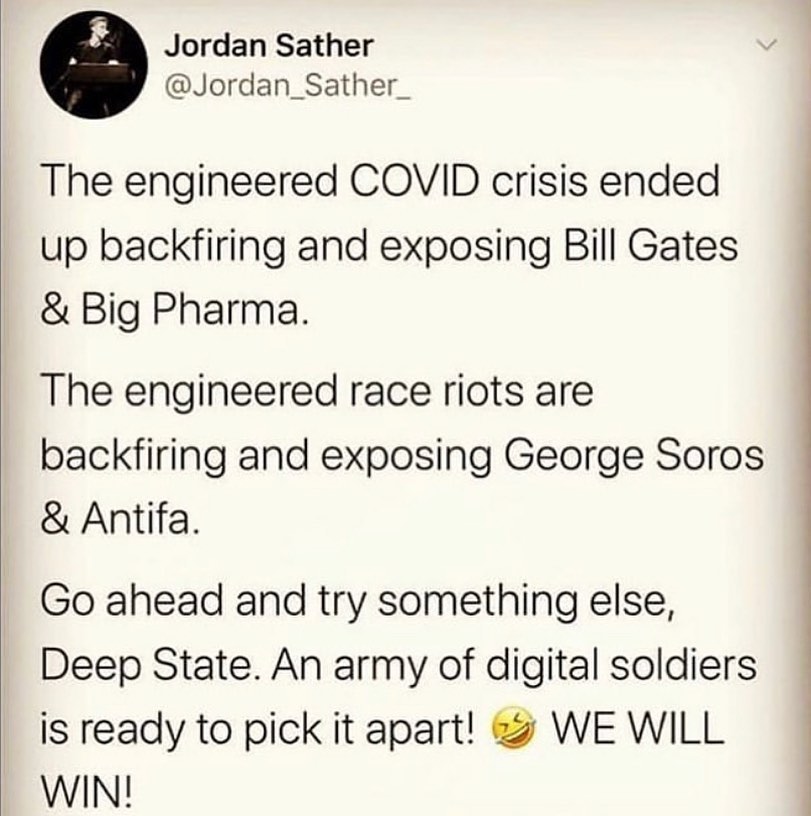 Jordan Sather
@Jordan_Sather_
The engineered COVID crisis ended
up backfiring and exposing Bill Gates
& Big Pharma.
The engineered race riots are
backfiring and exposing George Soros
& Antifa.
Go ahead and try something else,
Deep State. An army of digital soldiers
is ready to pick it apart! 🤣 WE WILL
WIN!